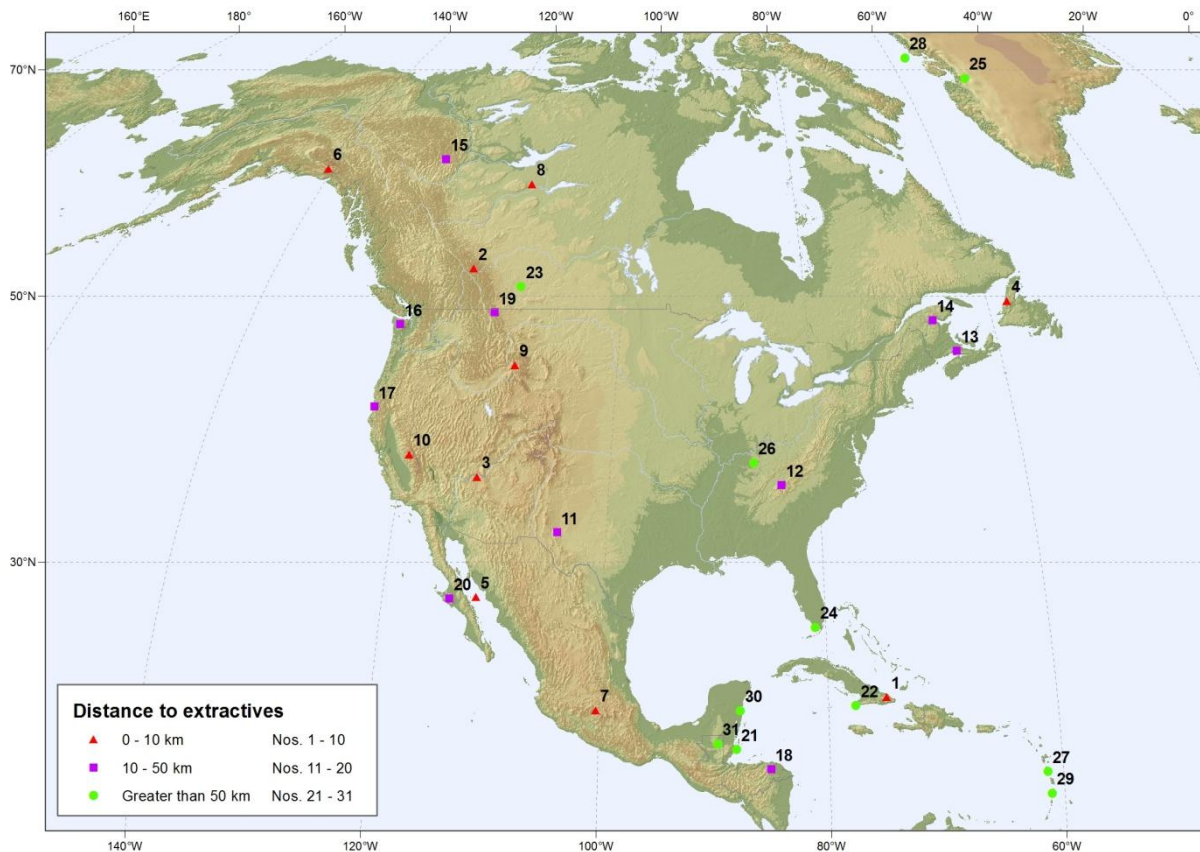 160°E 180° 160°W 140°W 120°W 100°W 80°W 60°W 40°W 20°W 0°
28
25
70°N
15
6
8
2
23
4
50°N
19
14
16
13
9
17
10
26
3
12
11
30°N
20 5
24
1
7 30 22
31 21
18
27
29
Distance to extractives
0 - 10 km Nos. 1 - 10
10 - 50 km Nos. 11 - 20
Greater than 50 km Nos. 21 - 31
140°W 120°W 100°W 80°W 60°W